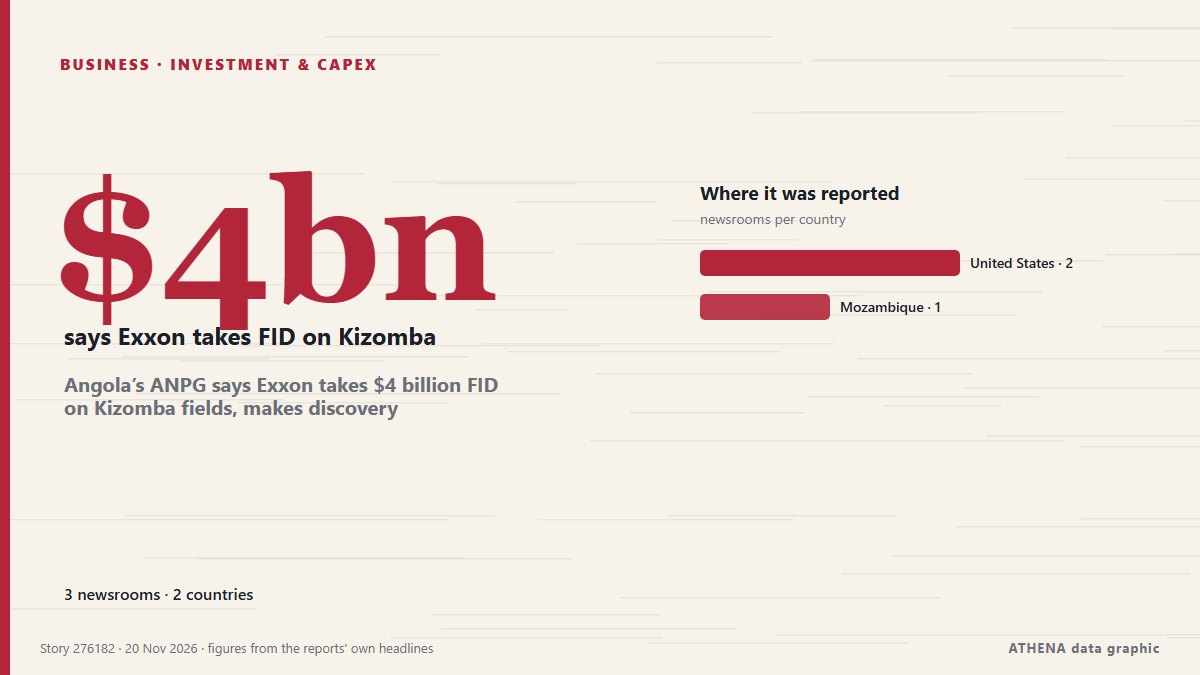 BUSINESS · INVESTMENT & CAPEX
$4bn
says Exxon takes FID on Kizomba
Angola’s ANPG says Exxon takes $4 billion FID
on Kizomba fields, makes discovery
Where it was reported
newsrooms per country
United States · 2
Mozambique · 1
3 newsrooms · 2 countries
Story 276182 · 20 Nov 2026 · figures from the reports' own headlines
ATHENA data graphic